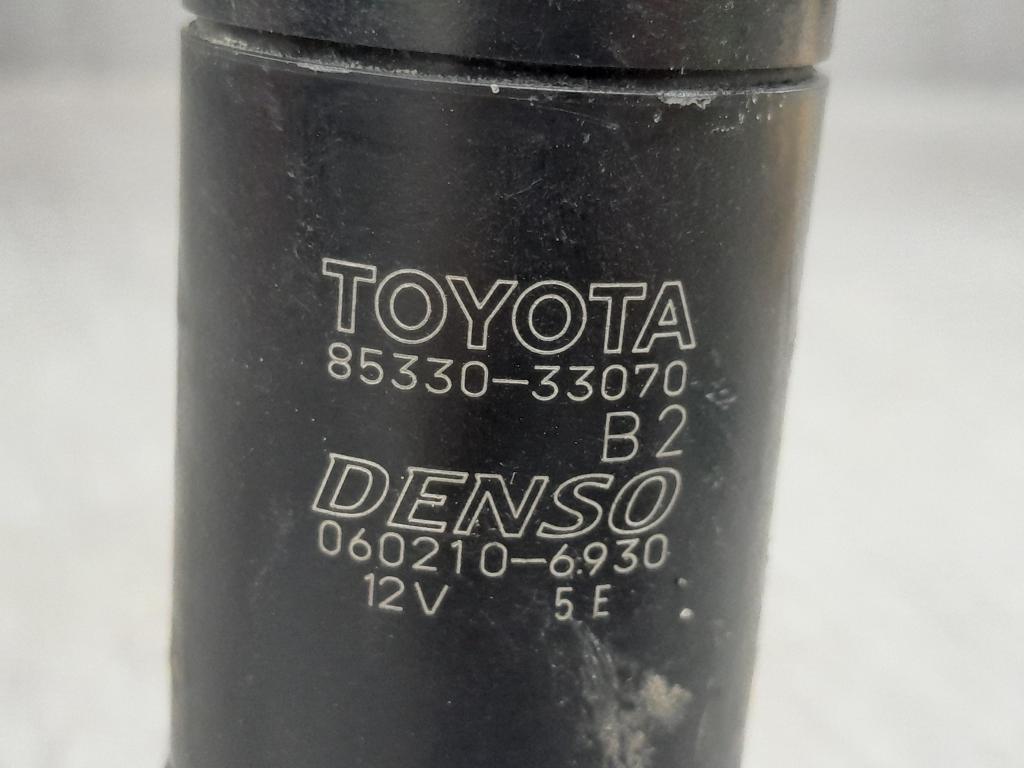 TOYOTA
85330-33070
B2
DENSO
060210-6930
12V 5E